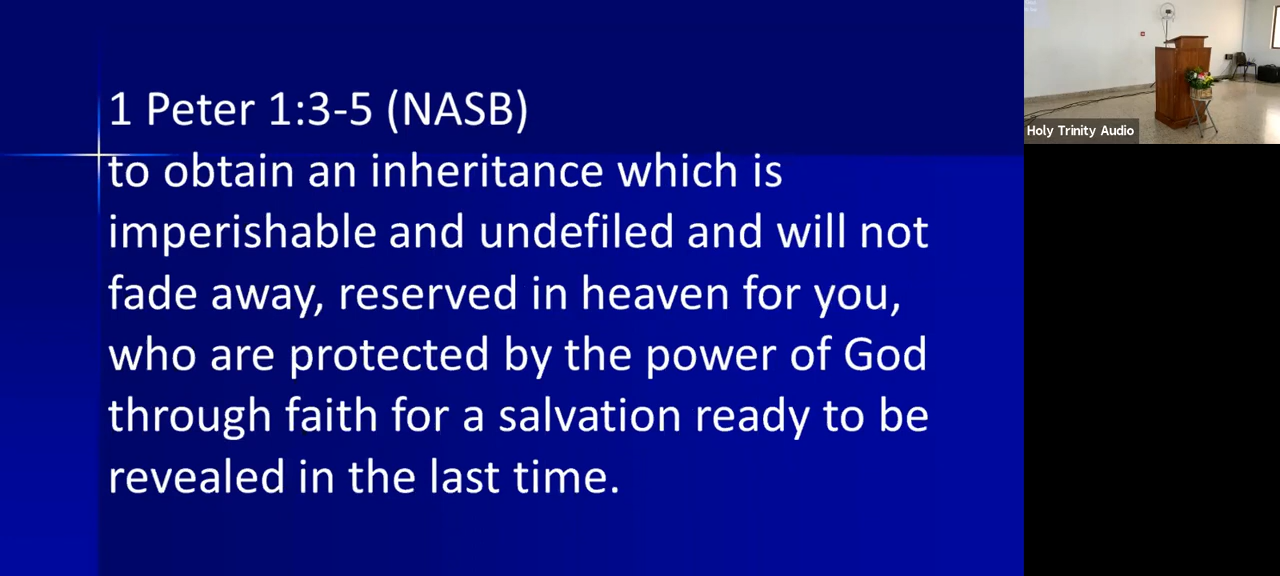 1 Peter 1:3-5 (NASB)
to obtain an inheritance which is
imperishable and undefiled and will not
fade away, reserved in heaven for you,
who are protected by the power of God
through faith for a salvation ready to be
revealed in the last time.
Holy Trinity Audio